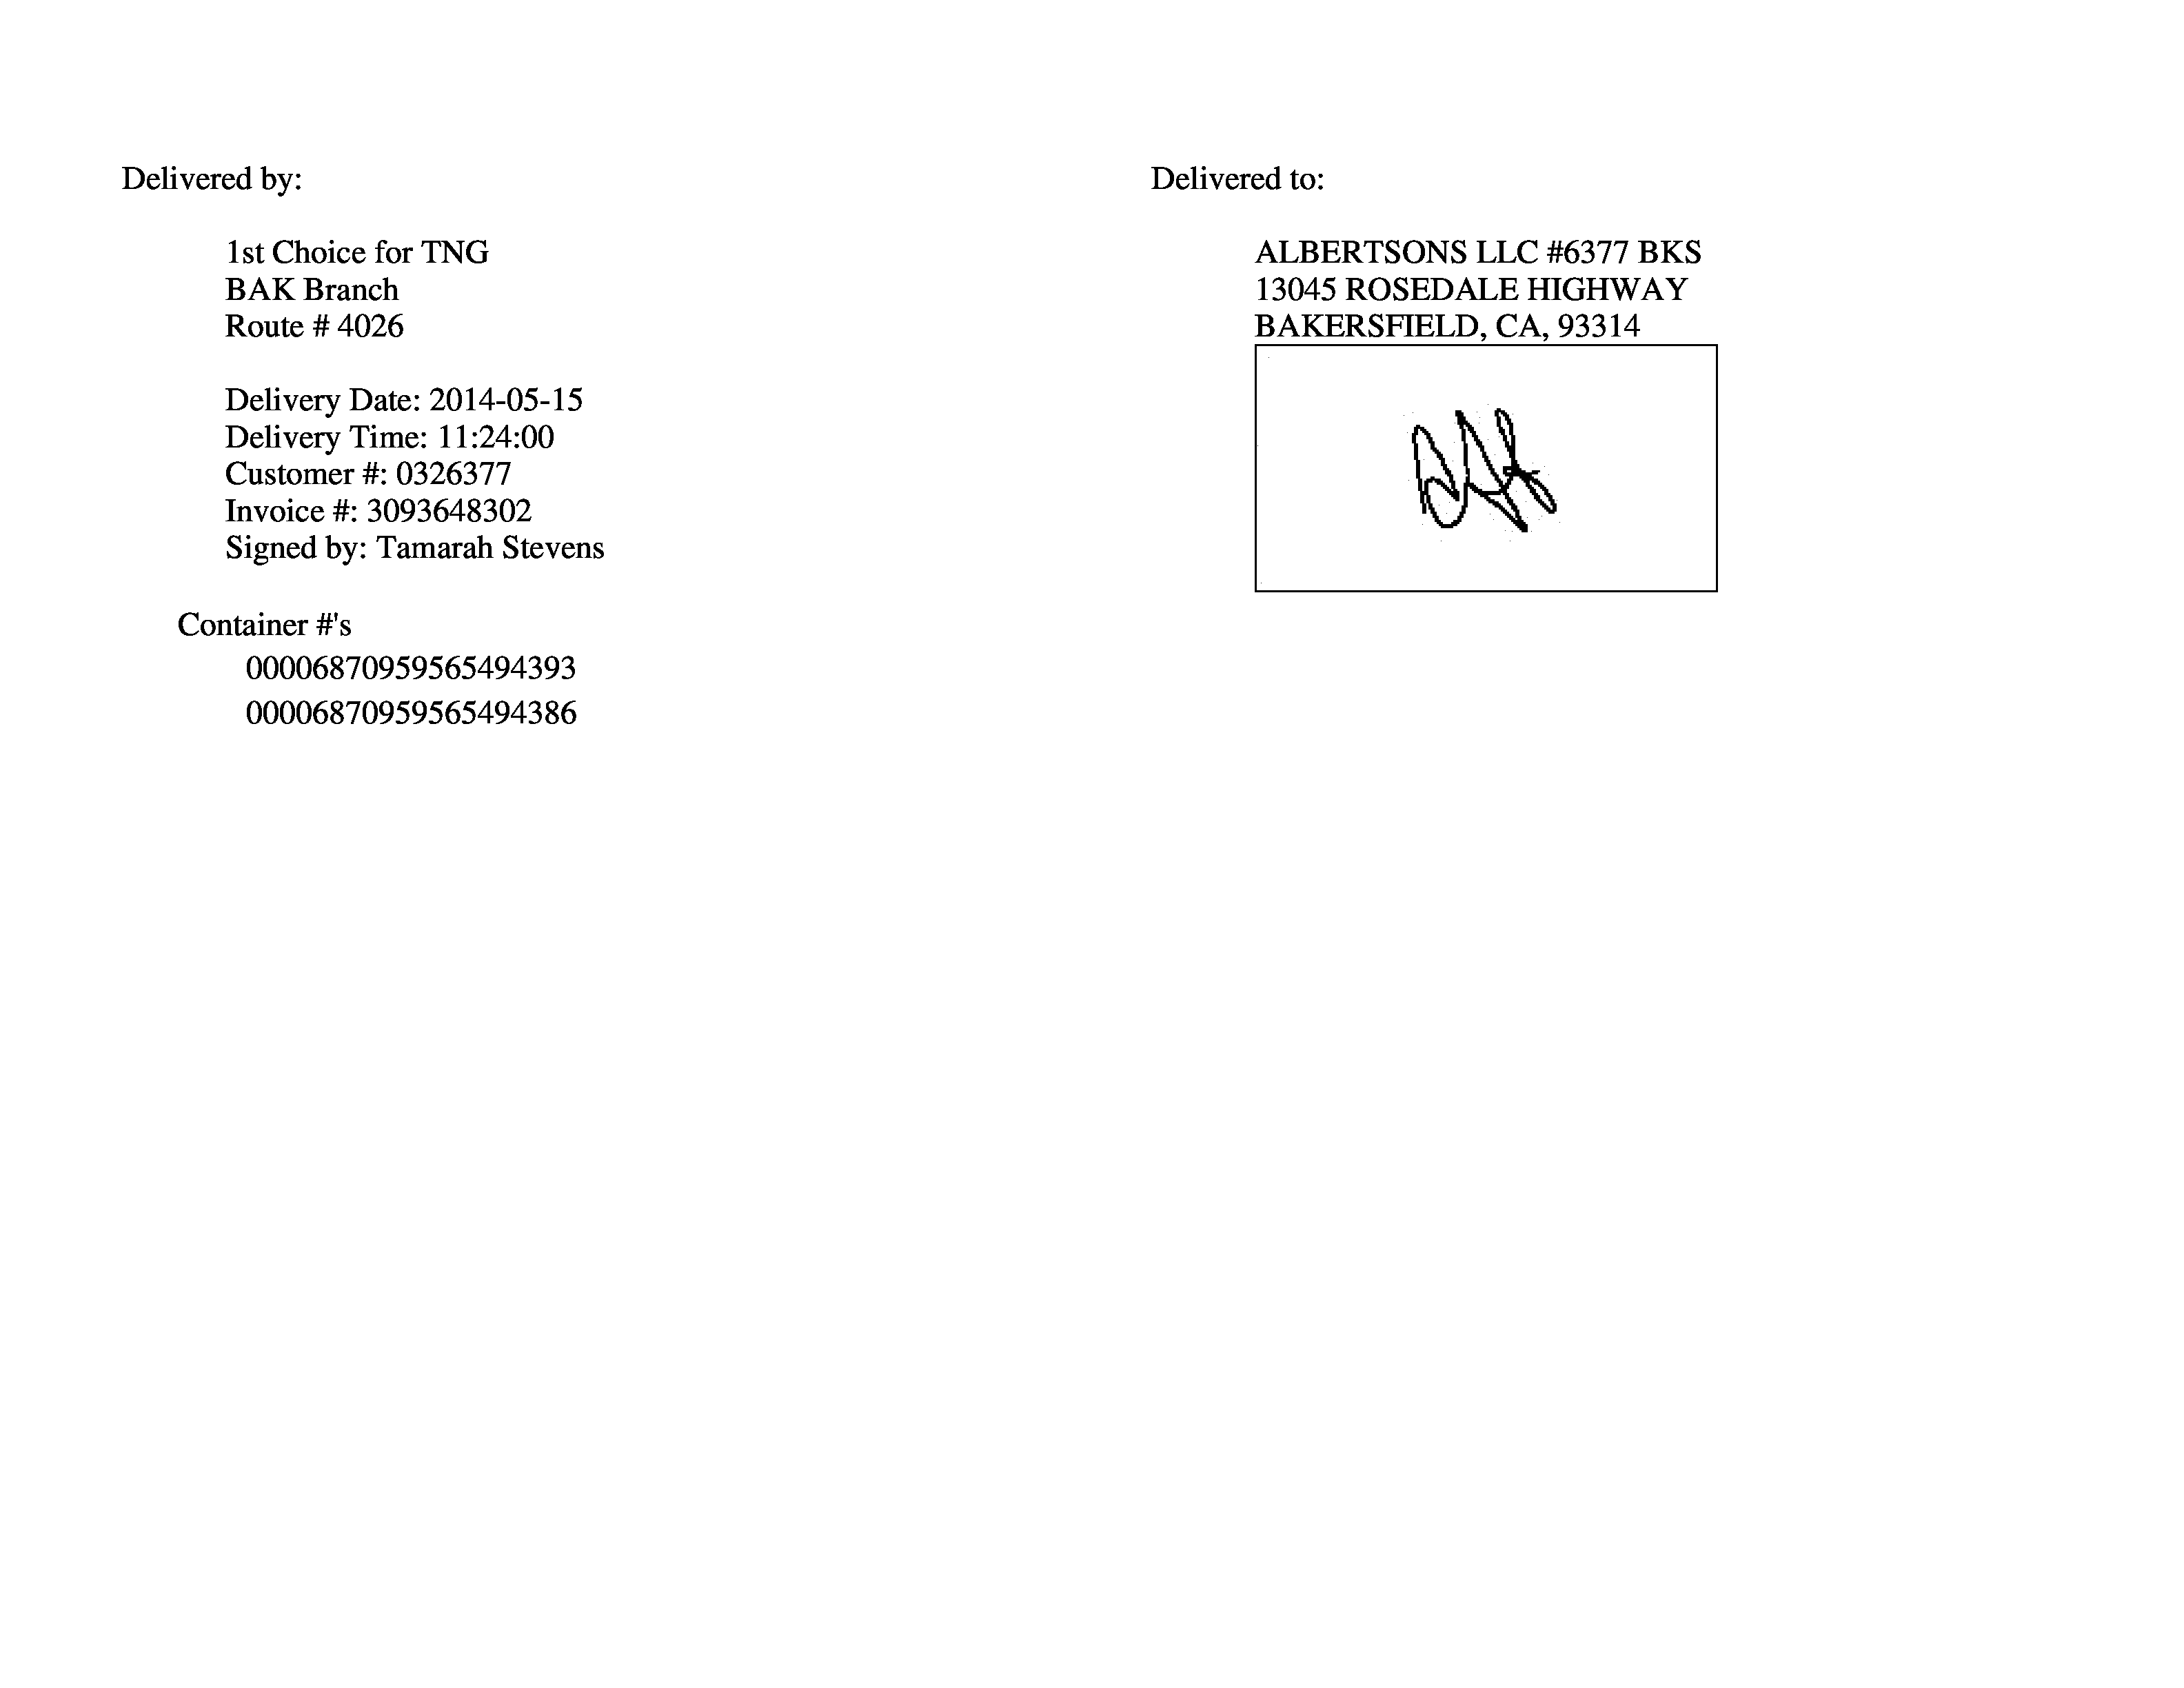 Delivered by:
1st Choice for TNG
BAK Branch
Route # 4026
Delivery Date: 2014-05-15
Delivery Time: 11:24:00
Customer #: 0326377
Invoice #: 3093648302
Signed by: Tamarah Stevens
Container #'s
00006870959565494393
00006870959565494386
Delivered to:
ALBERTSONS LLC #6377 BKS
13045 ROSEDALE HIGHWAY
BAKERSFIELD, CA, 93314